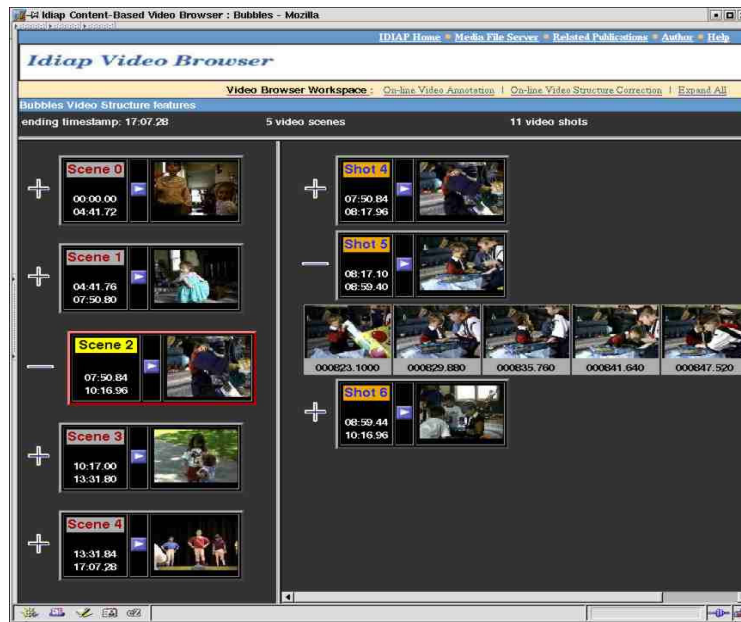 Idiap Content-Based Video Browser : Bubbles - Mozilla
IDIAP Home Media File Server Related Publications Author Help
Idiap Video Browser
Video Browser Workspace : On-line Video Annotation | On-line Video Structure Correction | Expand All
Bubbles Video Structure features
ending timestamp: 17:07.28 5 video scenes 11 video shots
Scene 0
00:00.00
04:41.72
Scene 1
04:41.76
07:50.80
Scene 2
07:50.84
10:16.96
Scene 3
10:17.00
13:31.80
Scene 4
13:31.84
17:07.28
Shot 4
07:50.84
08:17.96
Shot 5
08:17.10
08:59.40
000823.1000 000829.880 000835.760 000841.640 000847.520
Shot 6
08:59.44
10:16.96